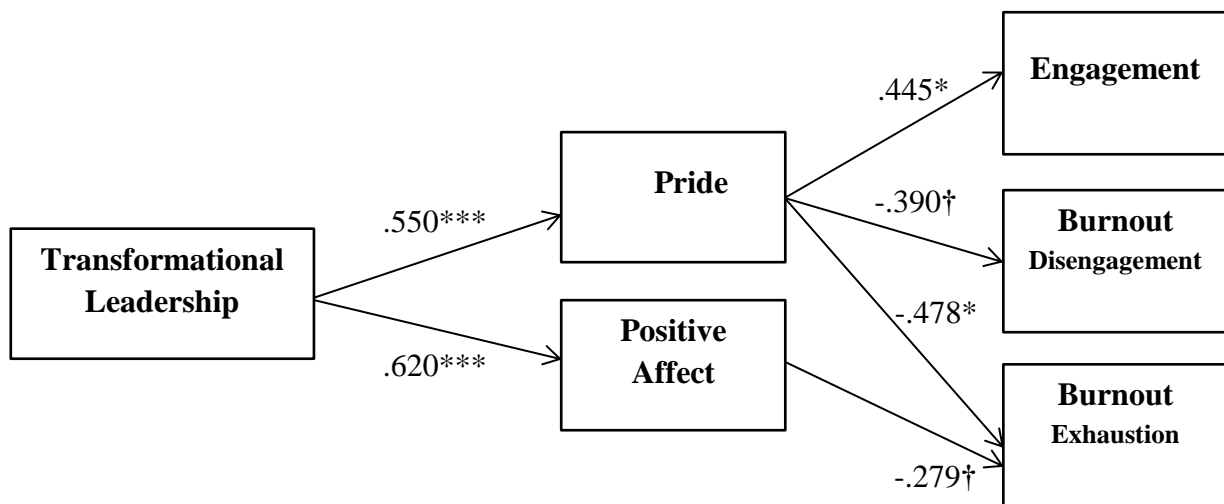 Transformational
Leadership
.550***
.620***
Pride
Positive
Affect
.445*
-.390†
-.478*
-.279†
Engagement
Burnout
Disengagement
Burnout
Exhaustion